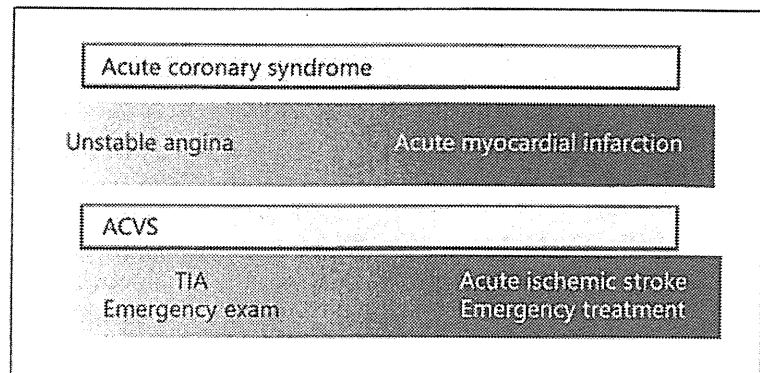 Acute coronary syndrome
Unstable angina Acute myocardial infarction
ACVS
TIA Acute ischemic stroke
Emergency exam Emergency treatment